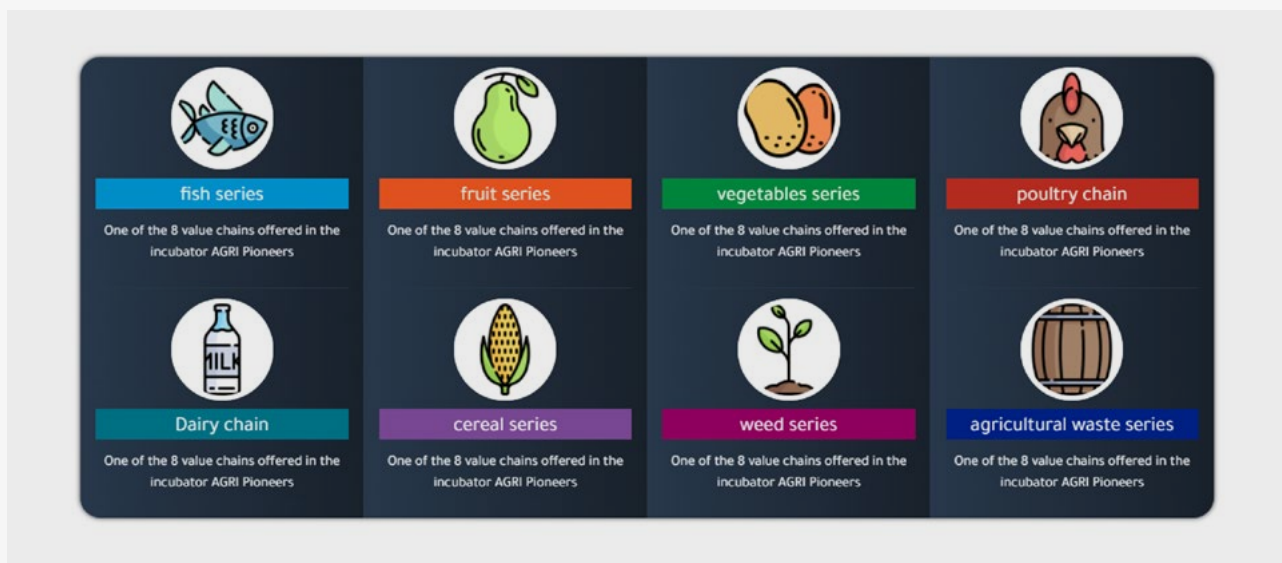 fish series
One of the 8 value chains offered in the
incubator AGRI Pioneers
fruit series
One of the 8 value chains offered in the
incubator AGRI Pioneers
vegetables series
One of the 8 value chains offered in the
incubator AGRI Pioneers
poultry chain
One of the 8 value chains offered in the
incubator AGRI Pioneers
MILK
Dairy chain
One of the 8 value chains offered in the
incubator AGRI Pioneers
cereal series
One of the 8 value chains offered in the
incubator AGRI Pioneers
weed series
One of the 8 value chains offered in the
incubator AGRI Pioneers
agricultural waste series
One of the 8 value chains offered in the
incubator AGRI Pioneers